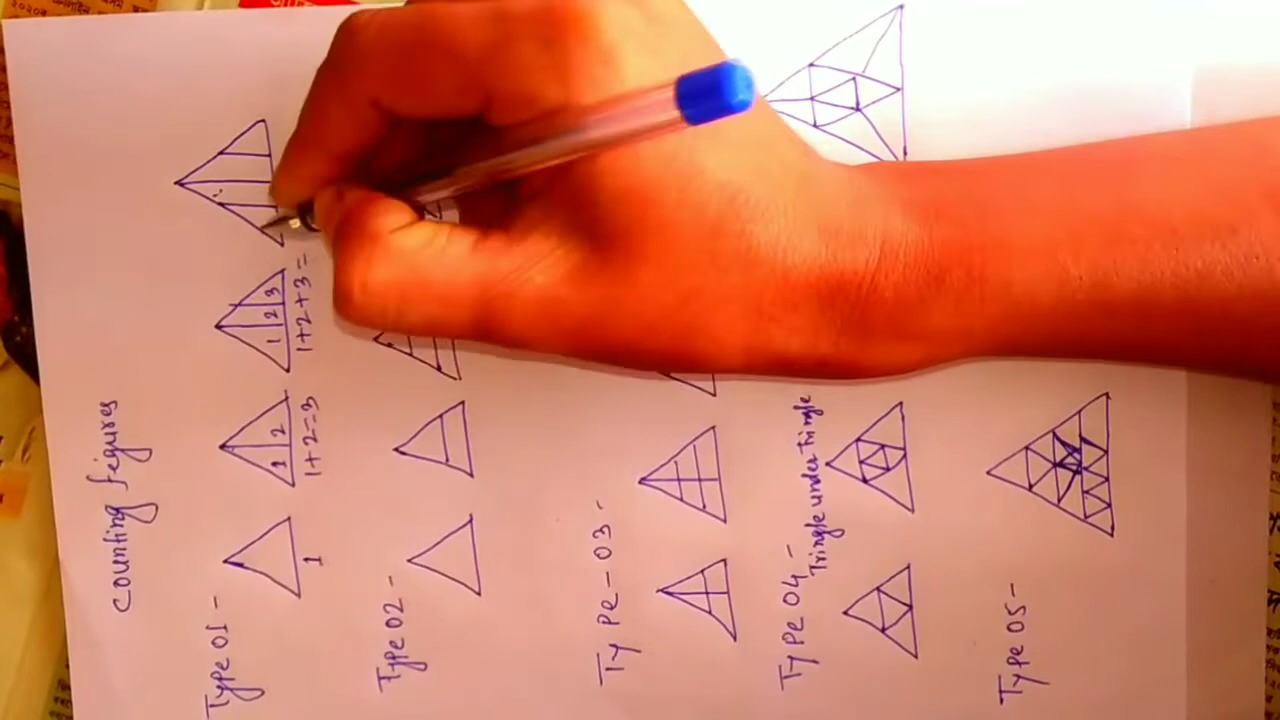 counting figures
Type 01 -
1
1 2
1+2=3
1 2 3
1+2+3=
Type 02 -
TyPe - 03 -
TyPe 04 -
Tringle under Tringle
Type 05 -